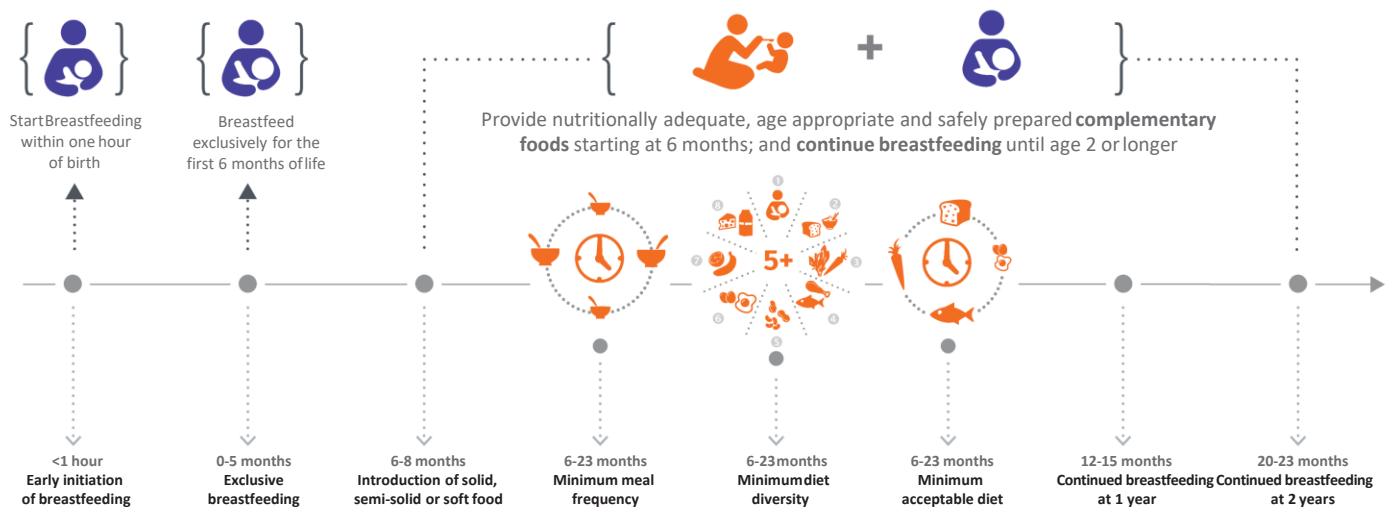 Start Breastfeeding
within one hour
of birth
Breastfeed
exclusively for the
first 6 months of life
Provide nutritionally adequate, age appropriate and safely prepared complementary
foods starting at 6 months; and continue breastfeeding until age 2 or longer
1
2
3
4
5
6
7
8
5+
<1 hour
Early initiation
of breastfeeding
0-5 months
Exclusive
breastfeeding
6-8 months
Introduction of solid,
semi-solid or soft food
6-23 months
Minimum meal
frequency
6-23 months
Minimum diet
diversity
6-23 months
Minimum
acceptable diet
12-15 months
Continued breastfeeding
at 1 year
20-23 months
Continued breastfeeding
at 2 years